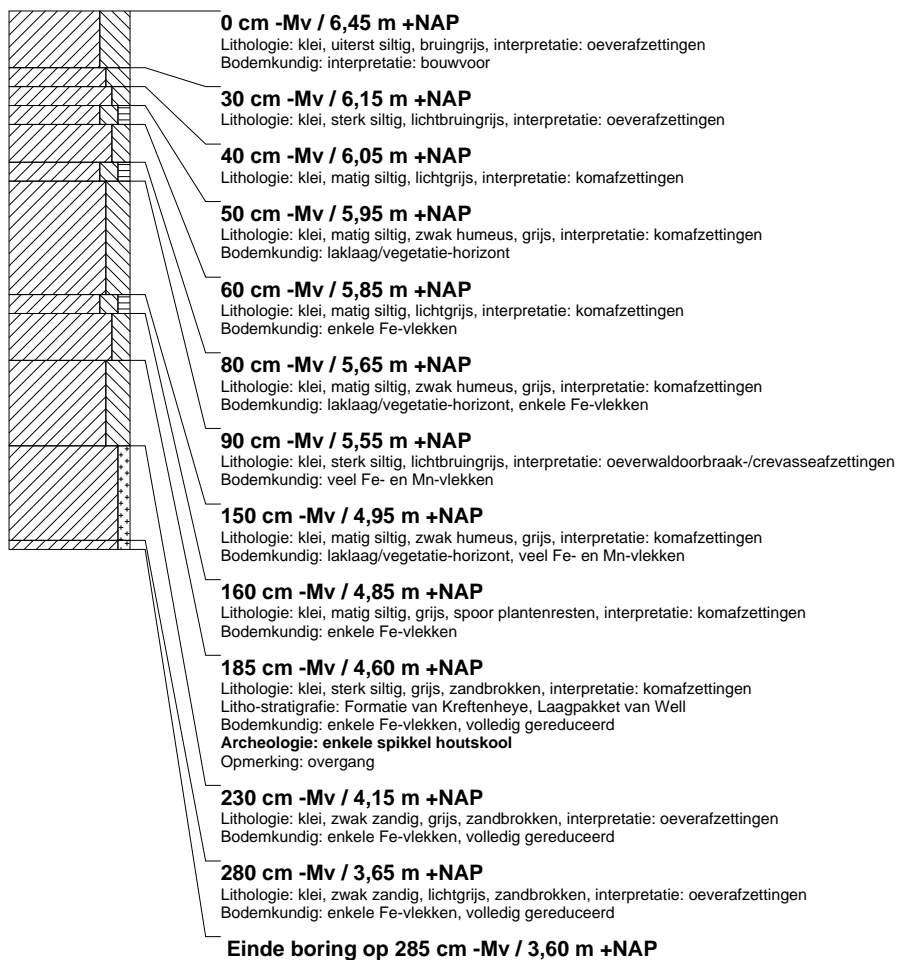 0 cm -Mv / 6,45 m +NAP
Lithologie: klei, uiterst siltig, bruingrijs, interpretatie: oeverafzettingen
Bodemkundig: interpretatie: bouwvoor
30 cm -Mv / 6,15 m +NAP
Lithologie: klei, sterk siltig, lichtbruingrijs, interpretatie: oeverafzettingen
40 cm -Mv / 6,05 m +NAP
Lithologie: klei, matig siltig, lichtgrijs, interpretatie: komafzettingen
50 cm -Mv / 5,95 m +NAP
Lithologie: klei, matig siltig, zwak humeus, grijs, interpretatie: komafzettingen
Bodemkundig: laklaag/vegetatie-horizont
60 cm -Mv / 5,85 m +NAP
Lithologie: klei, matig siltig, lichtgrijs, interpretatie: komafzettingen
Bodemkundig: enkele Fe-vlekken
80 cm -Mv / 5,65 m +NAP
Lithologie: klei, matig siltig, zwak humeus, grijs, interpretatie: komafzettingen
Bodemkundig: laklaag/vegetatie-horizont, enkele Fe-vlekken
90 cm -Mv / 5,55 m +NAP
Lithologie: klei, sterk siltig, lichtbruingrijs, interpretatie: oeverwaldoorbraak-/crevasseafzettingen
Bodemkundig: veel Fe- en Mn-vlekken
150 cm -Mv / 4,95 m +NAP
Lithologie: klei, matig siltig, zwak humeus, grijs, interpretatie: komafzettingen
Bodemkundig: laklaag/vegetatie-horizont, veel Fe- en Mn-vlekken
160 cm -Mv / 4,85 m +NAP
Lithologie: klei, matig siltig, grijs, spoor plantenresten, interpretatie: komafzettingen
Bodemkundig: enkele Fe-vlekken
185 cm -Mv / 4,60 m +NAP
Lithologie: klei, sterk siltig, grijs, zandbrokken, interpretatie: komafzettingen
Litho-stratigrafie: Formatie van Kreftenheye, Laagpakket van Well
Bodemkundig: enkele Fe-vlekken, volledig gereduceerd
Archeologie: enkele spikkel houtskool
Opmerking: overgang
230 cm -Mv / 4,15 m +NAP
Lithologie: klei, zwak zandig, grijs, zandbrokken, interpretatie: oeverafzettingen
Bodemkundig: enkele Fe-vlekken, volledig gereduceerd
280 cm -Mv / 3,65 m +NAP
Lithologie: klei, zwak zandig, lichtgrijs, zandbrokken, interpretatie: oeverafzettingen
Bodemkundig: enkele Fe-vlekken, volledig gereduceerd
Einde boring op 285 cm -Mv / 3,60 m +NAP